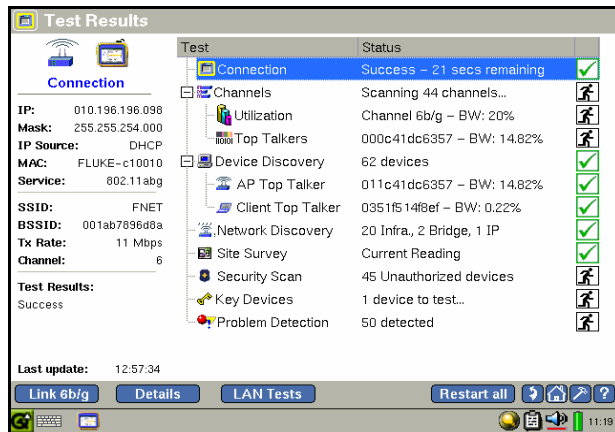 Test Results
Connection
IP: 010.196.196.098
Mask: 255.255.254.000
IP Source: DHCP
MAC: FLUKE-c10010
Service: 802.11abg
SSID: FNET
BSSID: 001ab7896d8a
Tx Rate: 11 Mbps
Channel: 6
Test Results:
Success
Last update: 12:57:34
Test Status
Connection Success – 21 secs remaining
Channels Scanning 44 channels...
Utilization Channel 6b/g – BW: 20%
Top Talkers 000c41dc6357 – BW: 14.82%
Device Discovery 62 devices
AP Top Talker 011c41dc6357 – BW: 14.82%
Client Top Talker 0351f514f8ef – BW: 0.22%
Network Discovery 20 Infra., 2 Bridge, 1 IP
Site Survey Current Reading
Security Scan 45 Unauthorized devices
Key Devices 1 device to test...
Problem Detection 50 detected
Link 6b/g Details LAN Tests Restart all ?
11:19